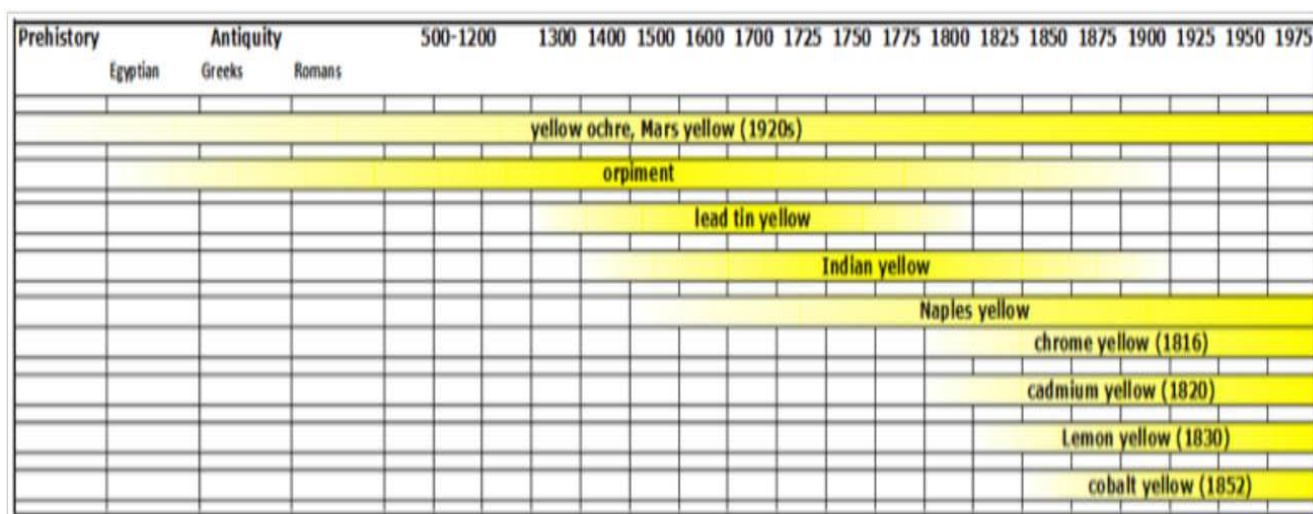 Prehistory Antiquity 500-1200 1300 1400 1500 1600 1700 1725 1750 1775 1800 1825 1850 1875 1900 1925 1950 1975
Egyptian Greeks Romans
yellow ochre, Mars yellow (1920s)
orpiment
lead tin yellow
Indian yellow
Naples yellow
chrome yellow (1816)
cadmium yellow (1820)
Lemon yellow (1830)
cobalt yellow (1852)